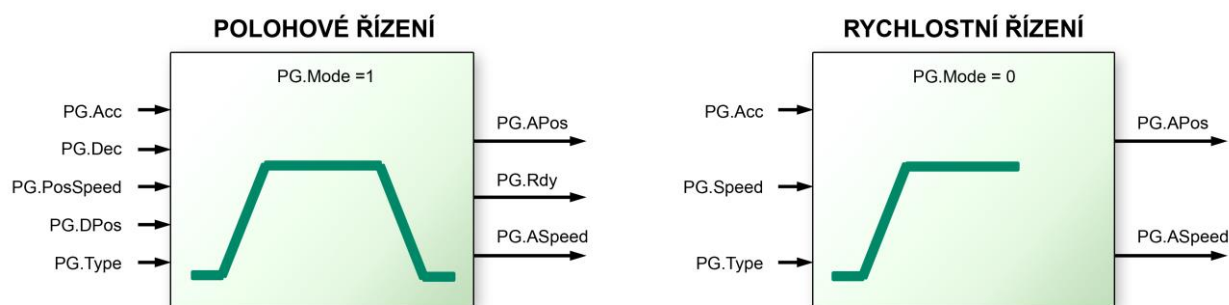 POLOHOVÉ ŘÍZENÍ
PG.Mode =1
PG.Acc
PG.Dec
PG.PosSpeed
PG.DPos
PG.Type
PG.APos
PG.Rdy
PG.ASpeed
RYCHLOSTNÍ ŘÍZENÍ
PG.Mode = 0
PG.Acc
PG.Speed
PG.Type
PG.APos
PG.ASpeed